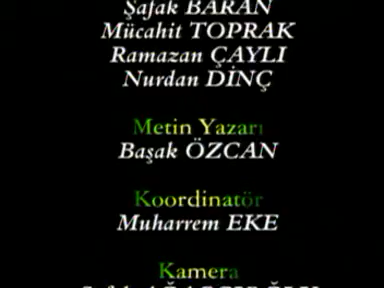 Şafak BARAN
Mücahit TOPRAK
Ramazan ÇAYLI
Nurdan DİNÇ
Metin Yazarı
Başak ÖZCAN
Koordinatör
Muharrem EKE
Kamera